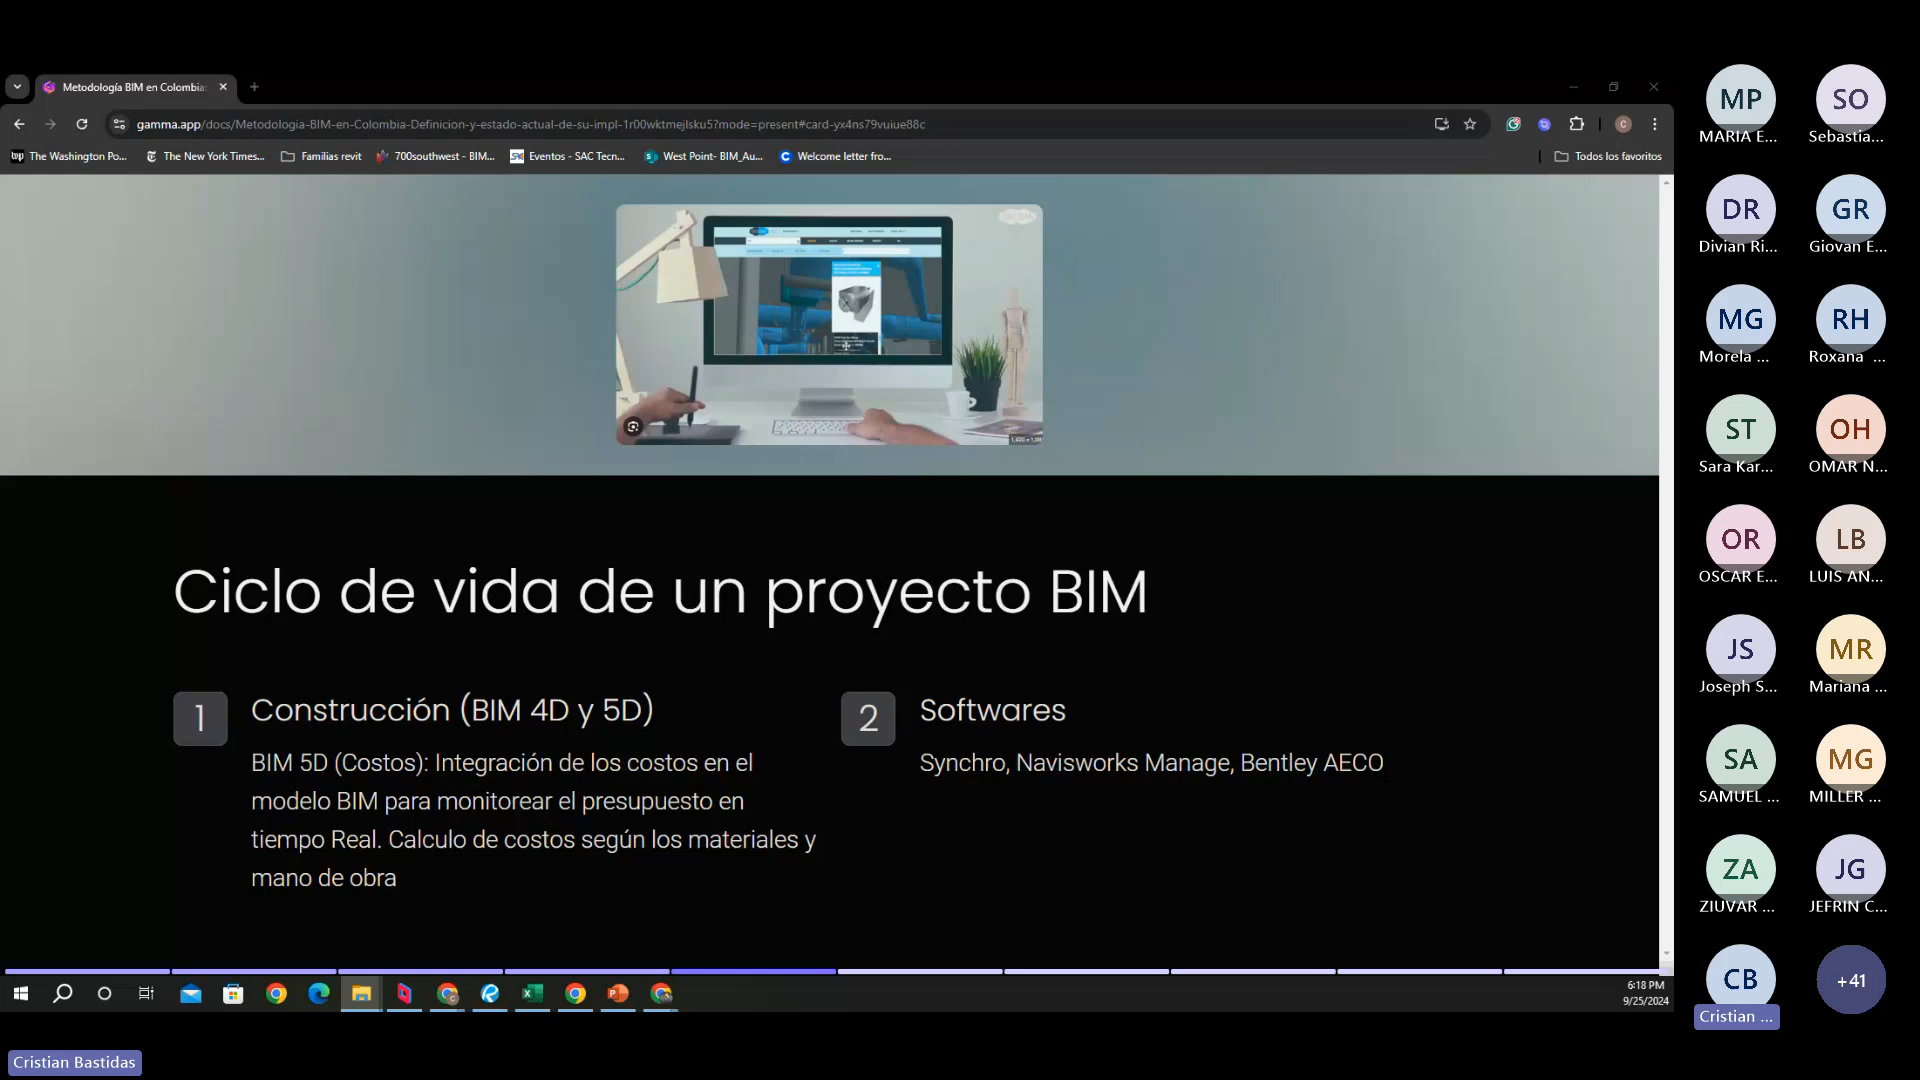 Metodología BIM en Colombia:
gamma.app/docs/Metodologia-BIM-en-Colombia-Definicion-y-estado-actual-de-su-impl-1r00wktmejlsku5?mode=present#card-yx4ns79vuiue88c
The Washington Po...
The New York Times...
Familias revit
700southwest - BIM...
Eventos - SAC Tecn...
West Point- BIM_Au...
Welcome letter fro...
Todos los favoritos
Ciclo de vida de un proyecto BIM
1
Construcción (BIM 4D y 5D)
BIM 5D (Costos): Integración de los costos en el
modelo BIM para monitorear el presupuesto en
tiempo Real. Calculo de costos según los materiales y
mano de obra
2
Softwares
Synchro, Navisworks Manage, Bentley AECO
6:18 PM
9/25/2024
Cristian Bastidas
MP
MARIA E...
SO
Sebastia...
DR
Divian Ri...
GR
Giovan E...
MG
Morela ...
RH
Roxana ...
ST
Sara Kar...
OH
OMAR N...
OR
OSCAR E...
LB
LUIS AN...
JS
Joseph S...
MR
Mariana ...
SA
SAMUEL ...
MG
MILLER ...
ZA
ZIUVAR ...
JG
JEFRIN C...
CB
Cristian ...
+41